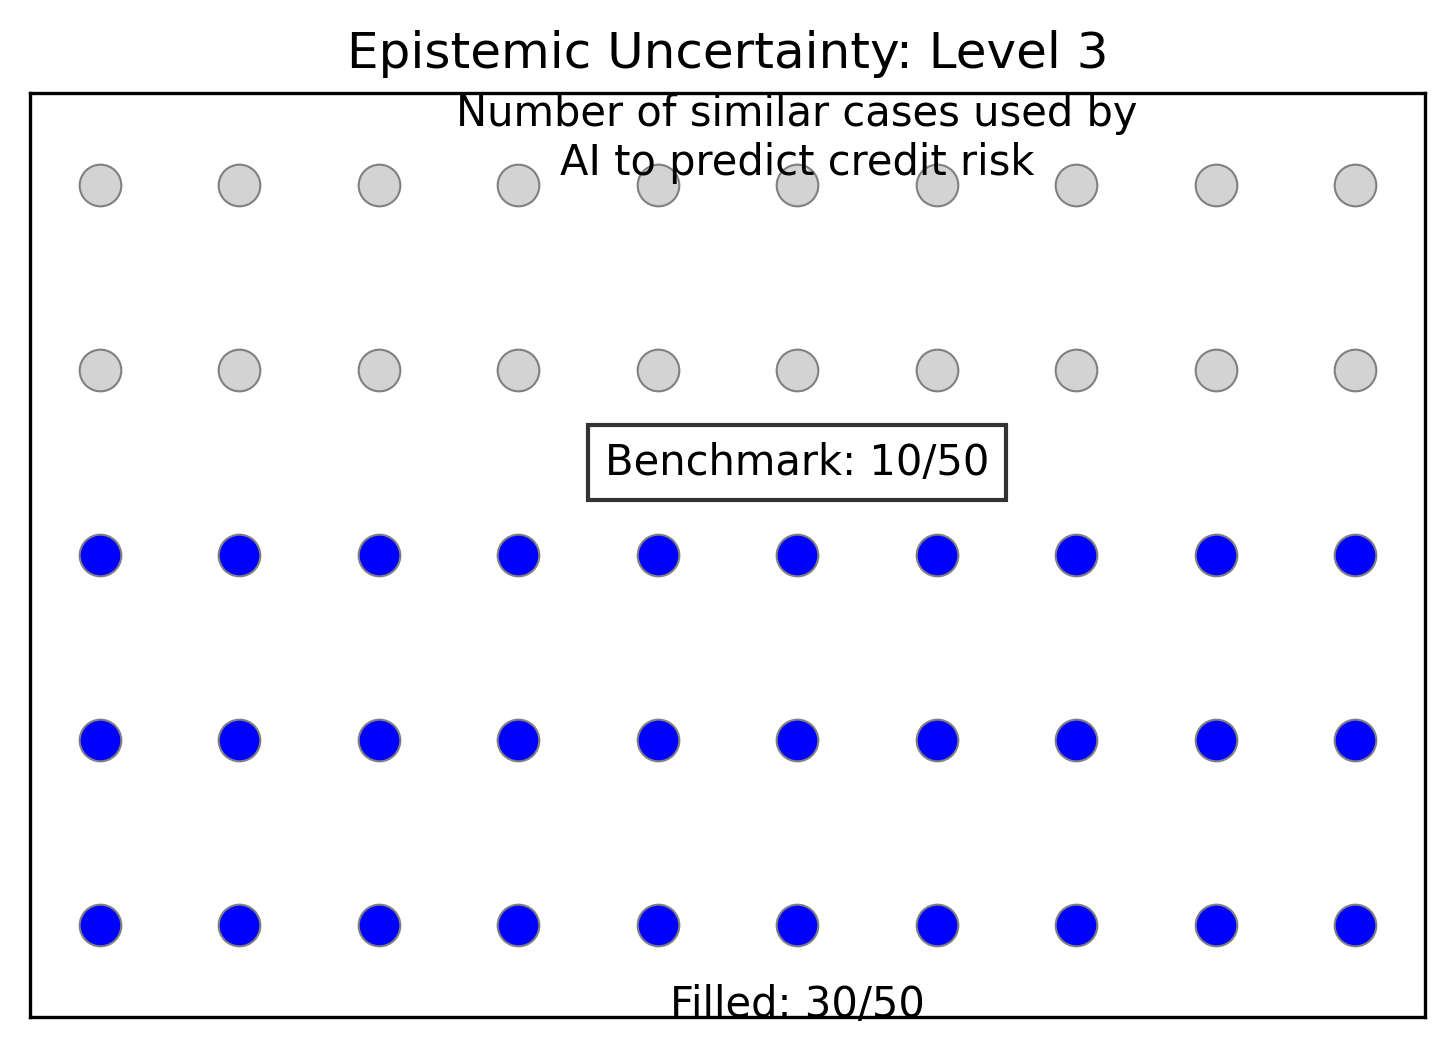 Epistemic Uncertainty: Level 3
Number of similar cases used by
AI to predict credit risk
Benchmark: 10/50
Filled: 30/50